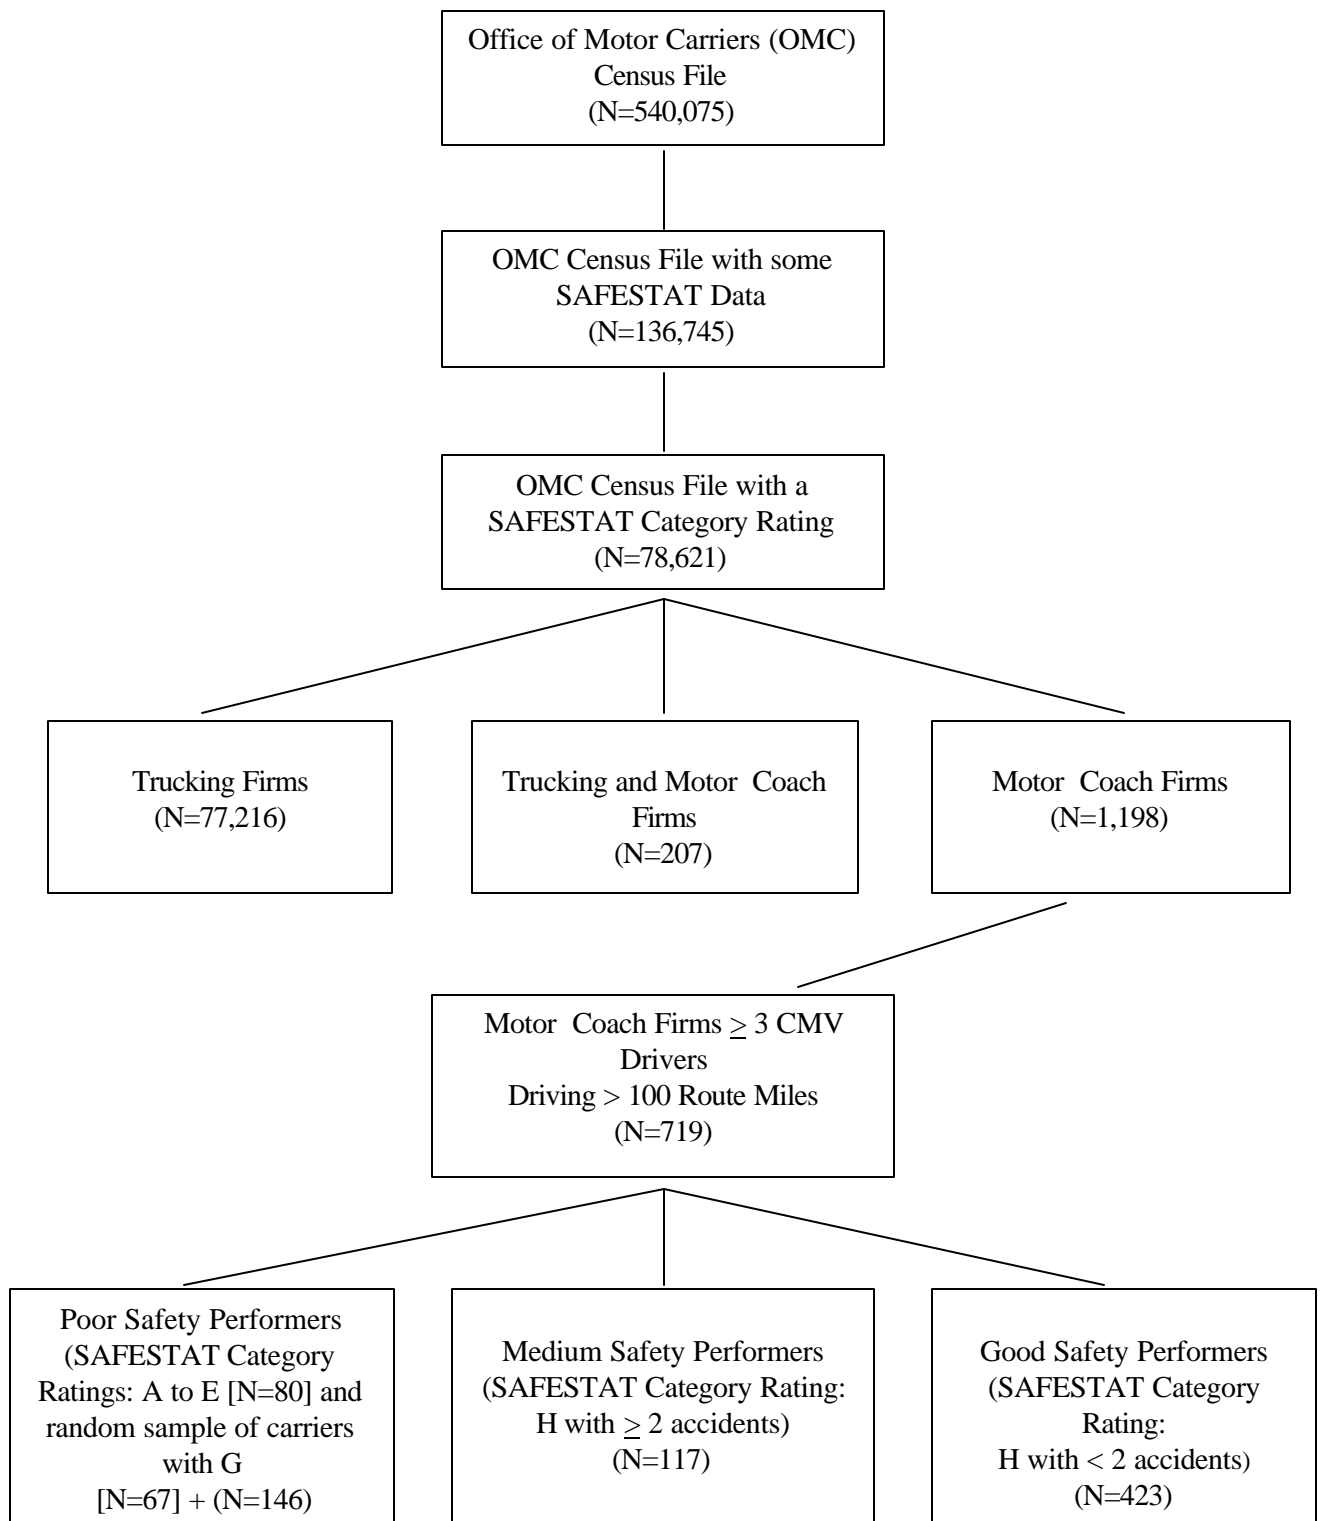 Office of Motor Carriers (OMC)
Census File
(N=540,075)
OMC Census File with some
SAFESTAT Data
(N=136,745)
OMC Census File with a
SAFESTAT Category Rating
(N=78,621)
Trucking Firms
(N=77,216)
Trucking and Motor Coach
Firms
(N=207)
Motor Coach Firms
(N=1,198)
Motor Coach Firms ≥ 3 CMV
Drivers
Driving > 100 Route Miles
(N=719)
Poor Safety Performers
(SAFESTAT Category
Ratings: A to E [N=80] and
random sample of carriers
with G
[N=67] + (N=146)
Medium Safety Performers
(SAFESTAT Category Rating:
H with ≥ 2 accidents)
(N=117)
Good Safety Performers
(SAFESTAT Category
Rating:
H with < 2 accidents)
(N=423)